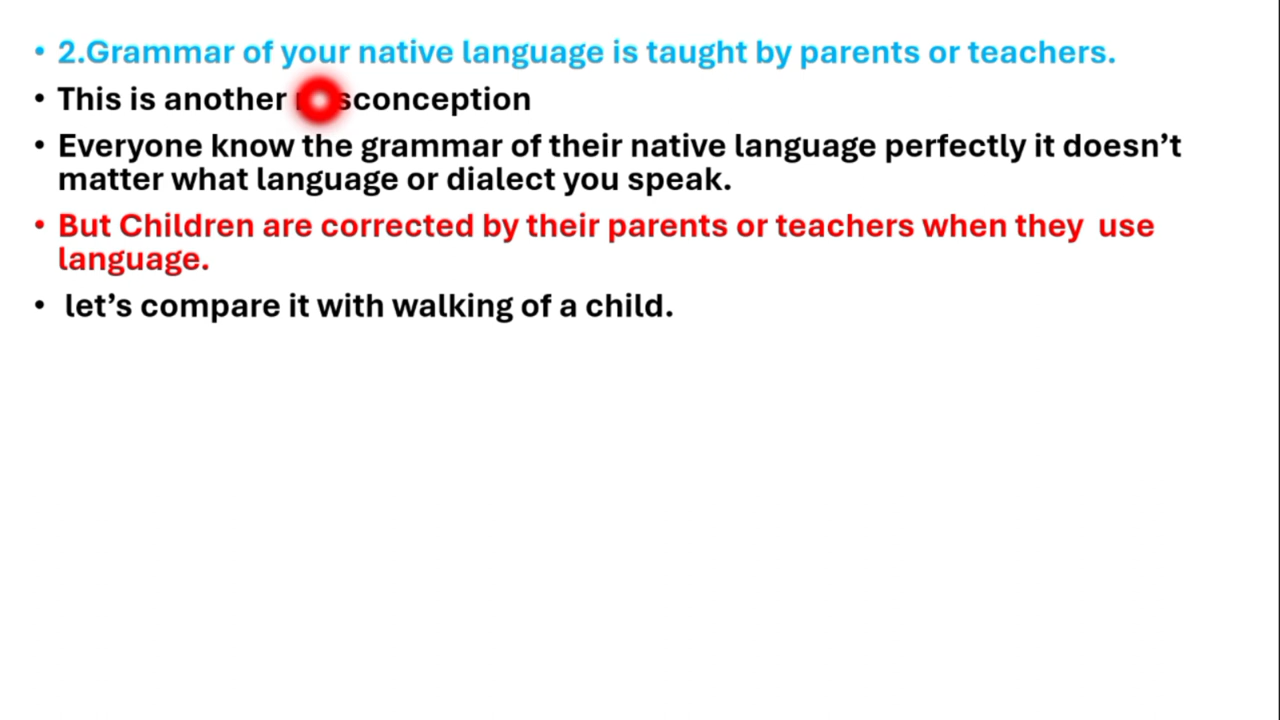 • 2.Grammar of your native language is taught by parents or teachers.
• This is another misconception
• Everyone know the grammar of their native language perfectly it doesn’t
matter what language or dialect you speak.
• But Children are corrected by their parents or teachers when they use
language.
• let’s compare it with walking of a child.